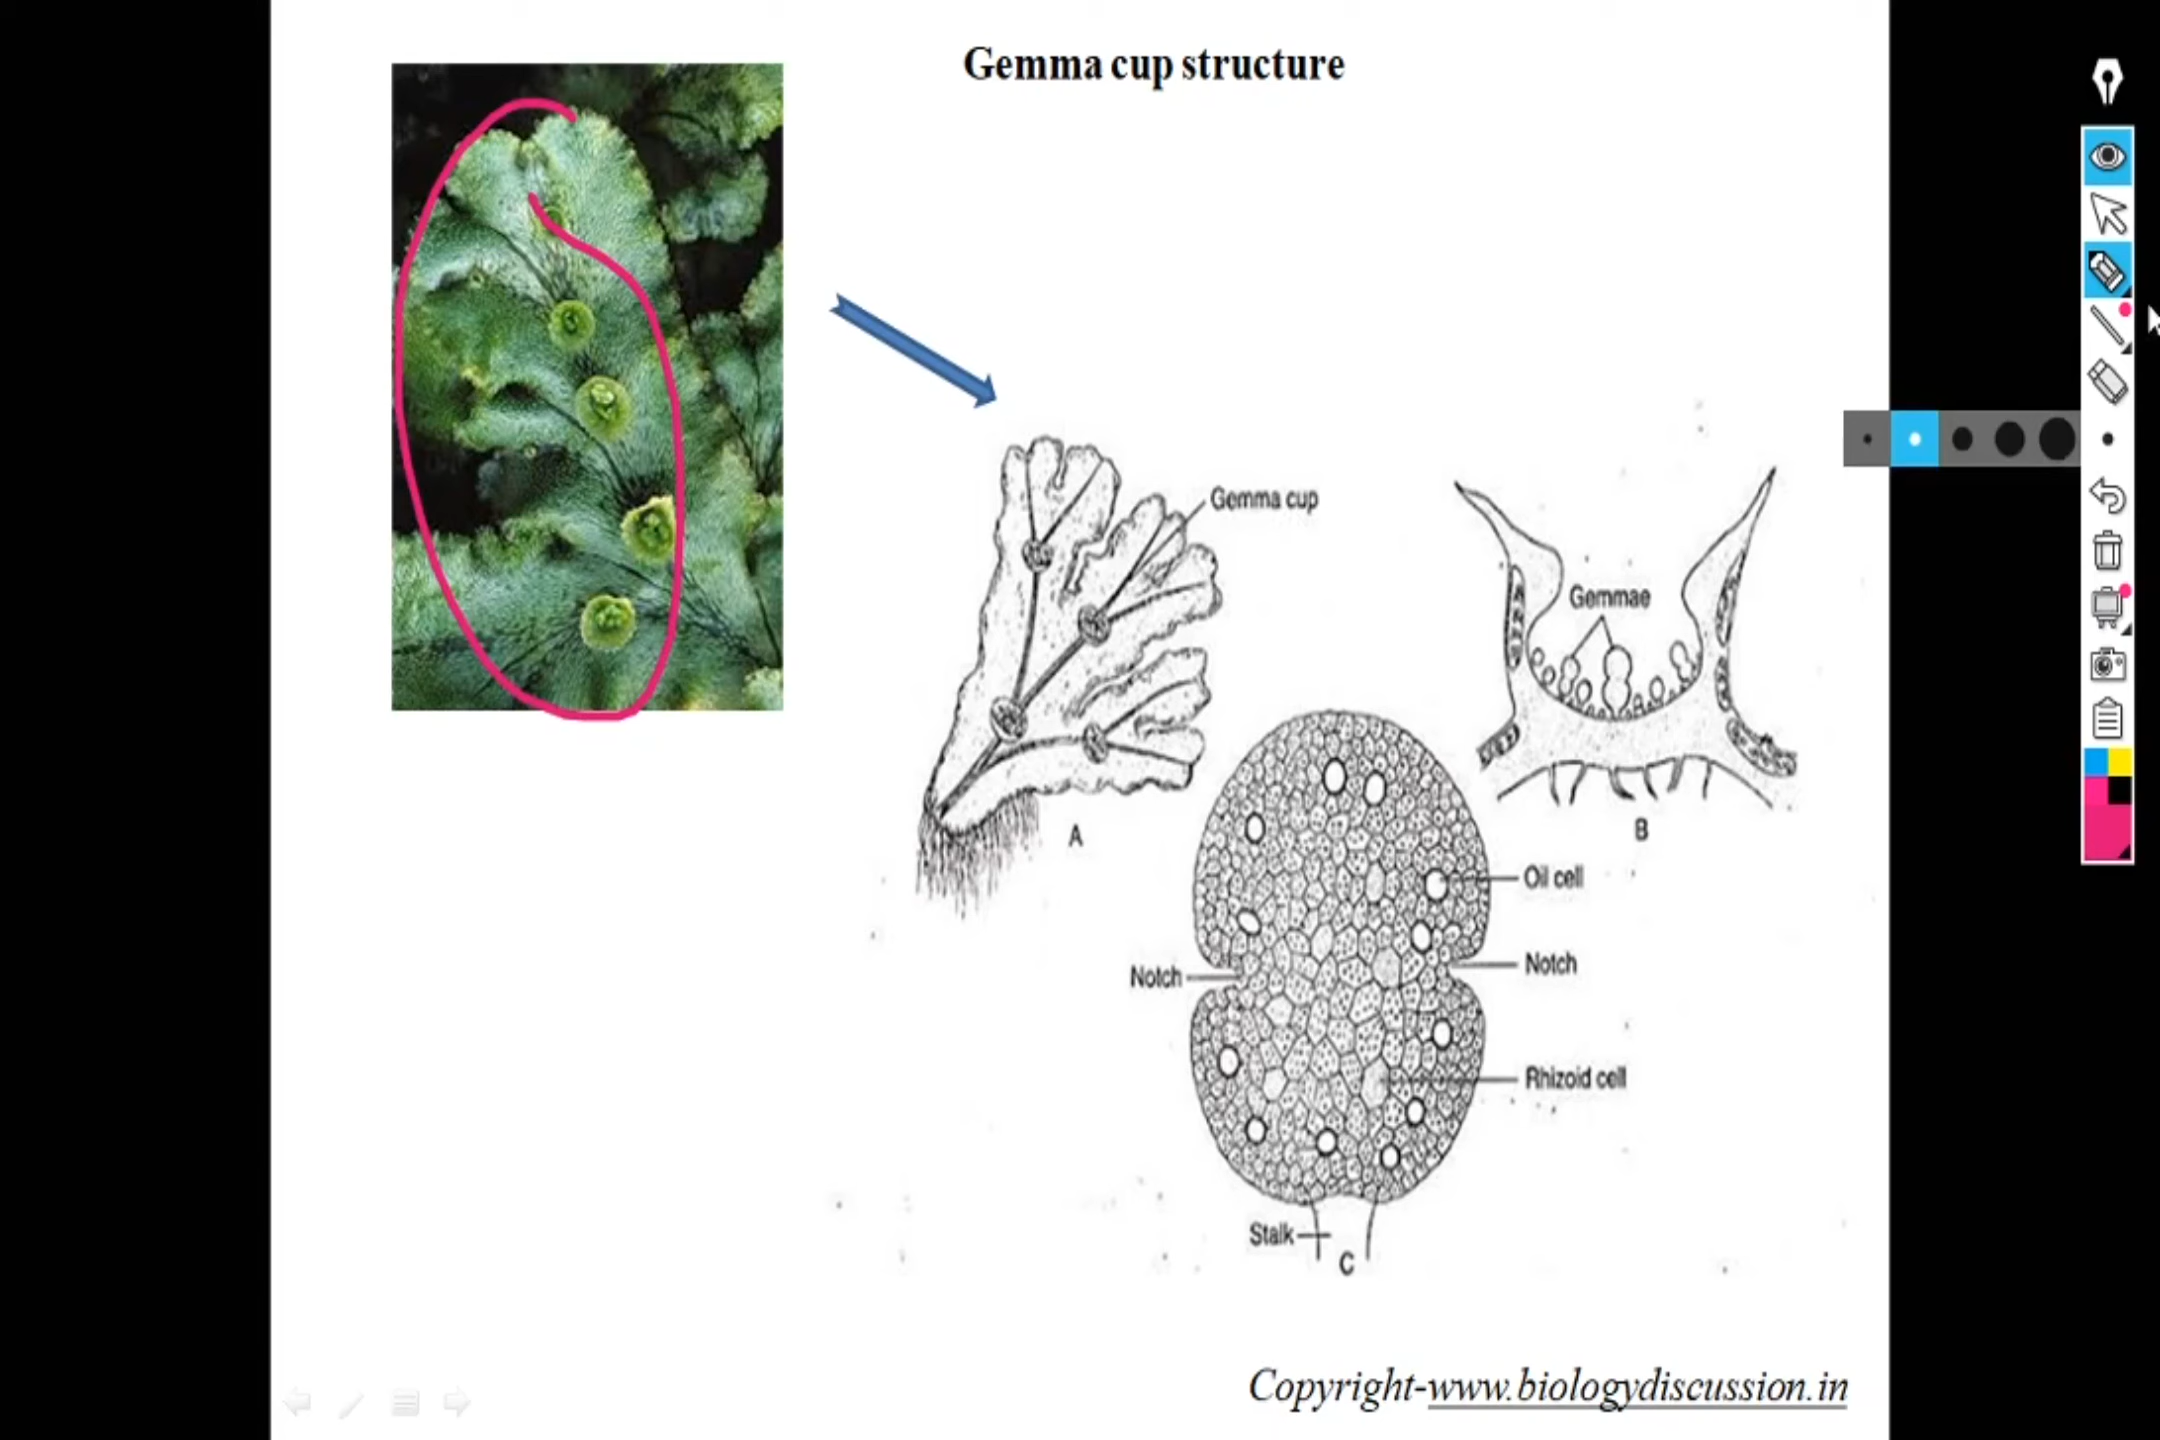 Gemma cup structure
Gemma cup
Gemmae
A
B
Oil cell
Notch
Notch
Rhizoid cell
Stalk
C
Copyright-www.biologydiscussion.in